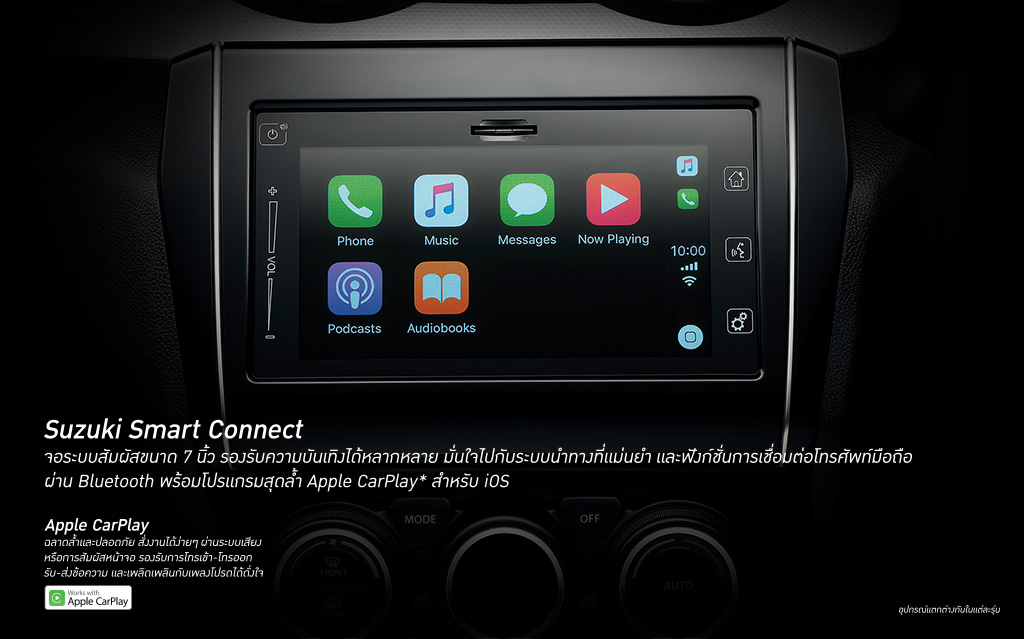 Phone
Music
Messages
Now Playing
10:00
VOL
Podcasts
Audiobooks
Suzuki Smart Connect
จอระบบสัมผัสขนาด 7 นิ้ว รองรับความบันเทิงได้หลากหลาย มั่นใจไปกับระบบนำทางที่แม่นยำ และฟังก์ชั่นการเชื่อมต่อโทรศัพท์มือถือ
ผ่าน Bluetooth พร้อมโปรแกรมสุดล้ำ Apple CarPlay* สำหรับ iOS
MODE
OFF
Apple CarPlay
ฉลาดล้ำและปลอดภัย สั่งงานได้ง่ายๆ ผ่านระบบเสียง
หรือการสัมผัสหน้าจอ รองรับการโทรเข้า-โทรออก
รับ-ส่งข้อความ และเพลิดเพลินกับเพลงโปรดได้ดั่งใจ
FRONT
AUTO
Works with
Apple CarPlay
อุปกรณ์แตกต่างกันในแต่ละรุ่น